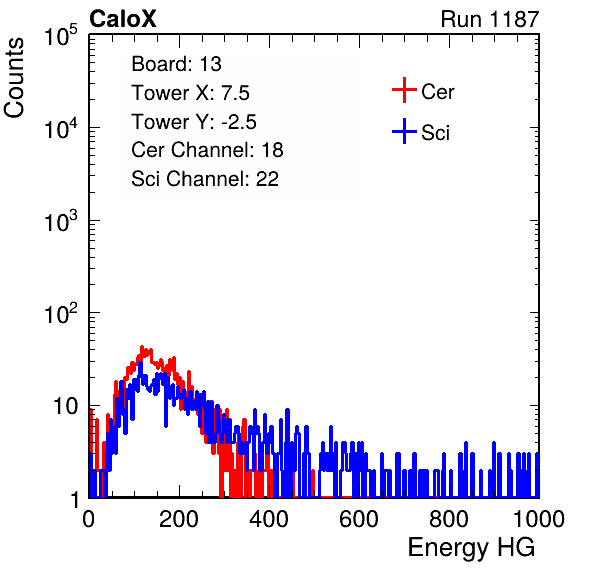 CaloX Run 1187
Counts
Board: 13
Tower X: 7.5
Tower Y: -2.5
Cer Channel: 18
Sci Channel: 22
Cer
Sci
10^5
10^4
10^3
10^2
10
1
0 200 400 600 800 1000
Energy HG